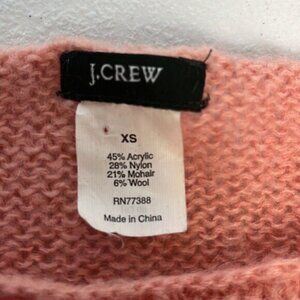 J.CREW
XS
45% Acrylic
28% Nylon
21% Mohair
6% Wool
RN77388
Made in China